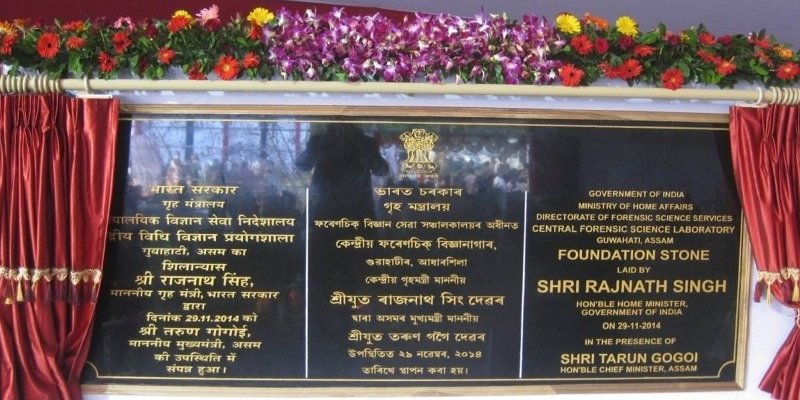 भारत सरकार
गृह मंत्रालय
विज्ञान सेवा निदेशालय
विधि विज्ञान प्रयोगशाला
गुवाहाटी, असम का
शिलान्यास
श्री राजनाथ सिंह,
माननीय गृह मंत्री, भारत सरकार
द्वारा
दिनांक 29.11.2014 को
श्री तरुण गोगोई,
माननीय मुख्यमंत्री, असम
की उपस्थिति में
संपन्न हुआ।
ভাৰত চৰকাৰ
গৃহ মন্ত্ৰালয়
ফৰেণচিক্ বিজ্ঞান সেৱা সঞ্চালকালয়ৰ অধীনত
কেন্দ্ৰীয় ফৰেণচিক্ বিজ্ঞানাগাৰ,
গুৱাহাটীৰ, আধাৰশিলা
কেন্দ্ৰীয় গৃহমন্ত্ৰী মাননীয়
শ্ৰীযুত ৰাজনাথ সিং দেৱৰ
দ্বাৰা অসমৰ মুখ্যমন্ত্ৰী মাননীয়
শ্ৰীযুত তৰুণ গগৈ দেৱৰ
উপস্থিতিত ২৯ নৱেম্বৰ, ২০১৪
তাৰিখে স্থাপন কৰা হয়।
GOVERNMENT OF INDIA
MINISTRY OF HOME AFFAIRS
DIRECTORATE OF FORENSIC SCIENCE SERVICES
CENTRAL FORENSIC SCIENCE LABORATORY
GUWAHATI, ASSAM
FOUNDATION STONE
LAID BY
SHRI RAJNATH SINGH
HON'BLE HOME MINISTER,
GOVERNMENT OF INDIA
ON 29-11-2014
IN THE PRESENCE OF
SHRI TARUN GOGOI
HON'BLE CHIEF MINISTER, ASSAM